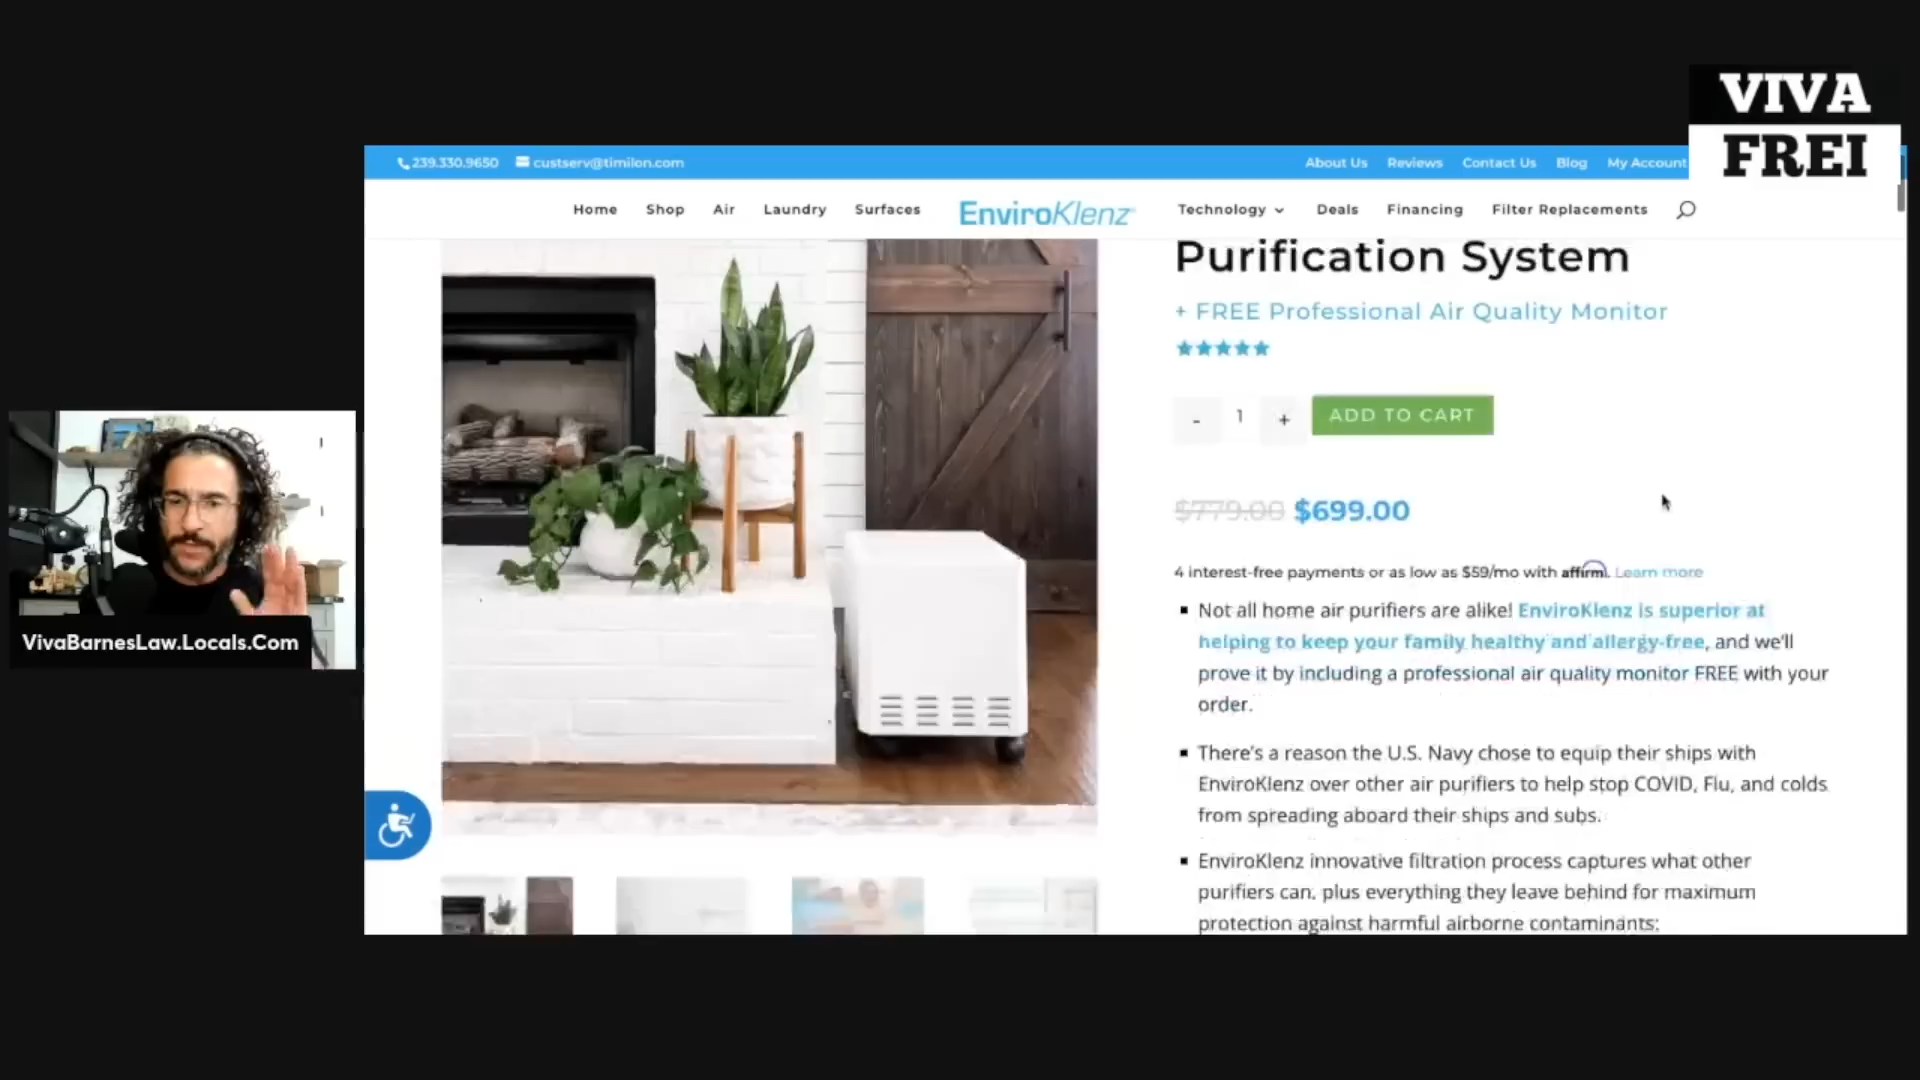 VIVA
FREI
239.330.9650 custserv@timilon.com About Us Reviews Contact Us Blog My Account
Home Shop Air Laundry Surfaces EnviroKlenz Technology Deals Financing Filter Replacements
Purification System
+ FREE Professional Air Quality Monitor
- 1 + ADD TO CART
$779.00 $699.00
4 interest-free payments or as low as $59/mo with affirm. Learn more
▪ Not all home air purifiers are alike! EnviroKlenz is superior at
helping to keep your family healthy and allergy-free, and we'll
prove it by including a professional air quality monitor FREE with your
order.
▪ There's a reason the U.S. Navy chose to equip their ships with
EnviroKlenz over other air purifiers to help stop COVID, Flu, and colds
from spreading aboard their ships and subs.
▪ EnviroKlenz innovative filtration process captures what other
purifiers can, plus everything they leave behind for maximum
protection against harmful airborne contaminants:
VivaBarnesLaw.Locals.Com